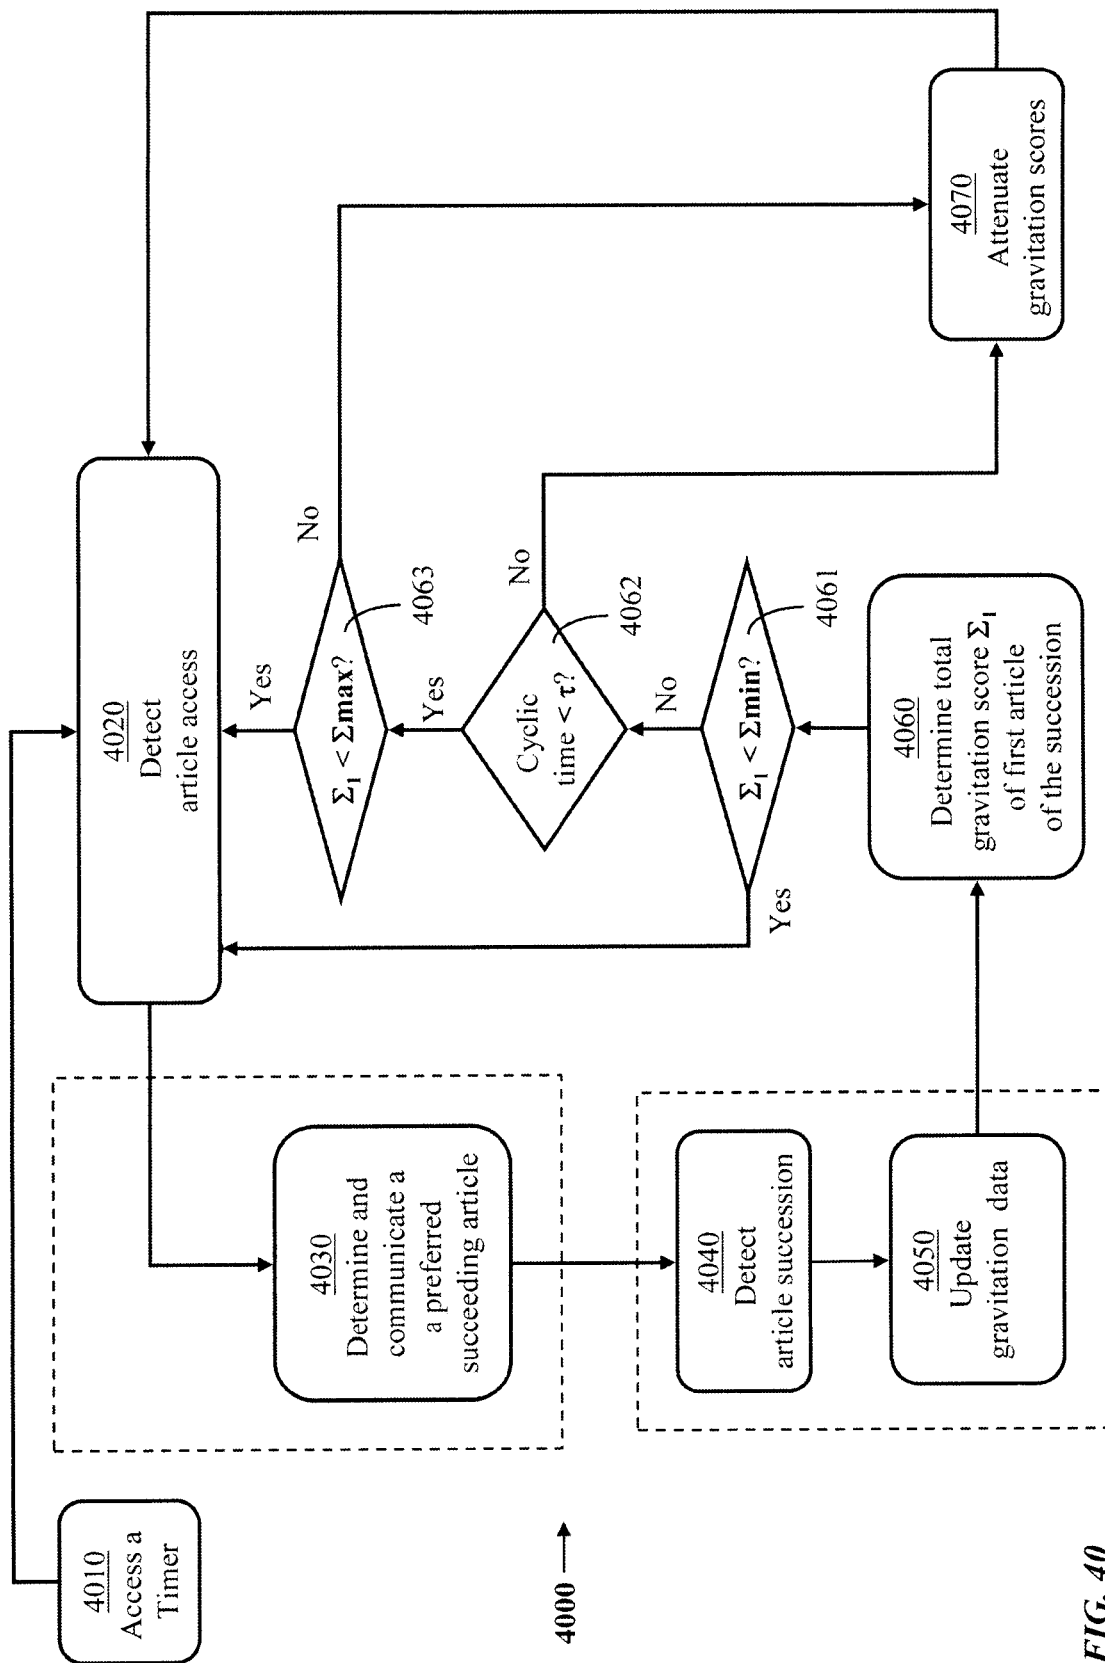 4010
Access a
Timer
4020
Detect
article access
4030
Determine and
communicate a
a preferred
succeeding article
4040
Detect
article succession
4050
Update
gravitation data
4060
Determine total
gravitation score Σ1
of first article
of the succession
Σ1 < Σmin?
4061
Yes
No
Cyclic
time < τ?
4062
Yes
No
Σ1 < Σmax?
4063
Yes
No
4070
Attenuate
gravitation scores
4000
FIG. 40